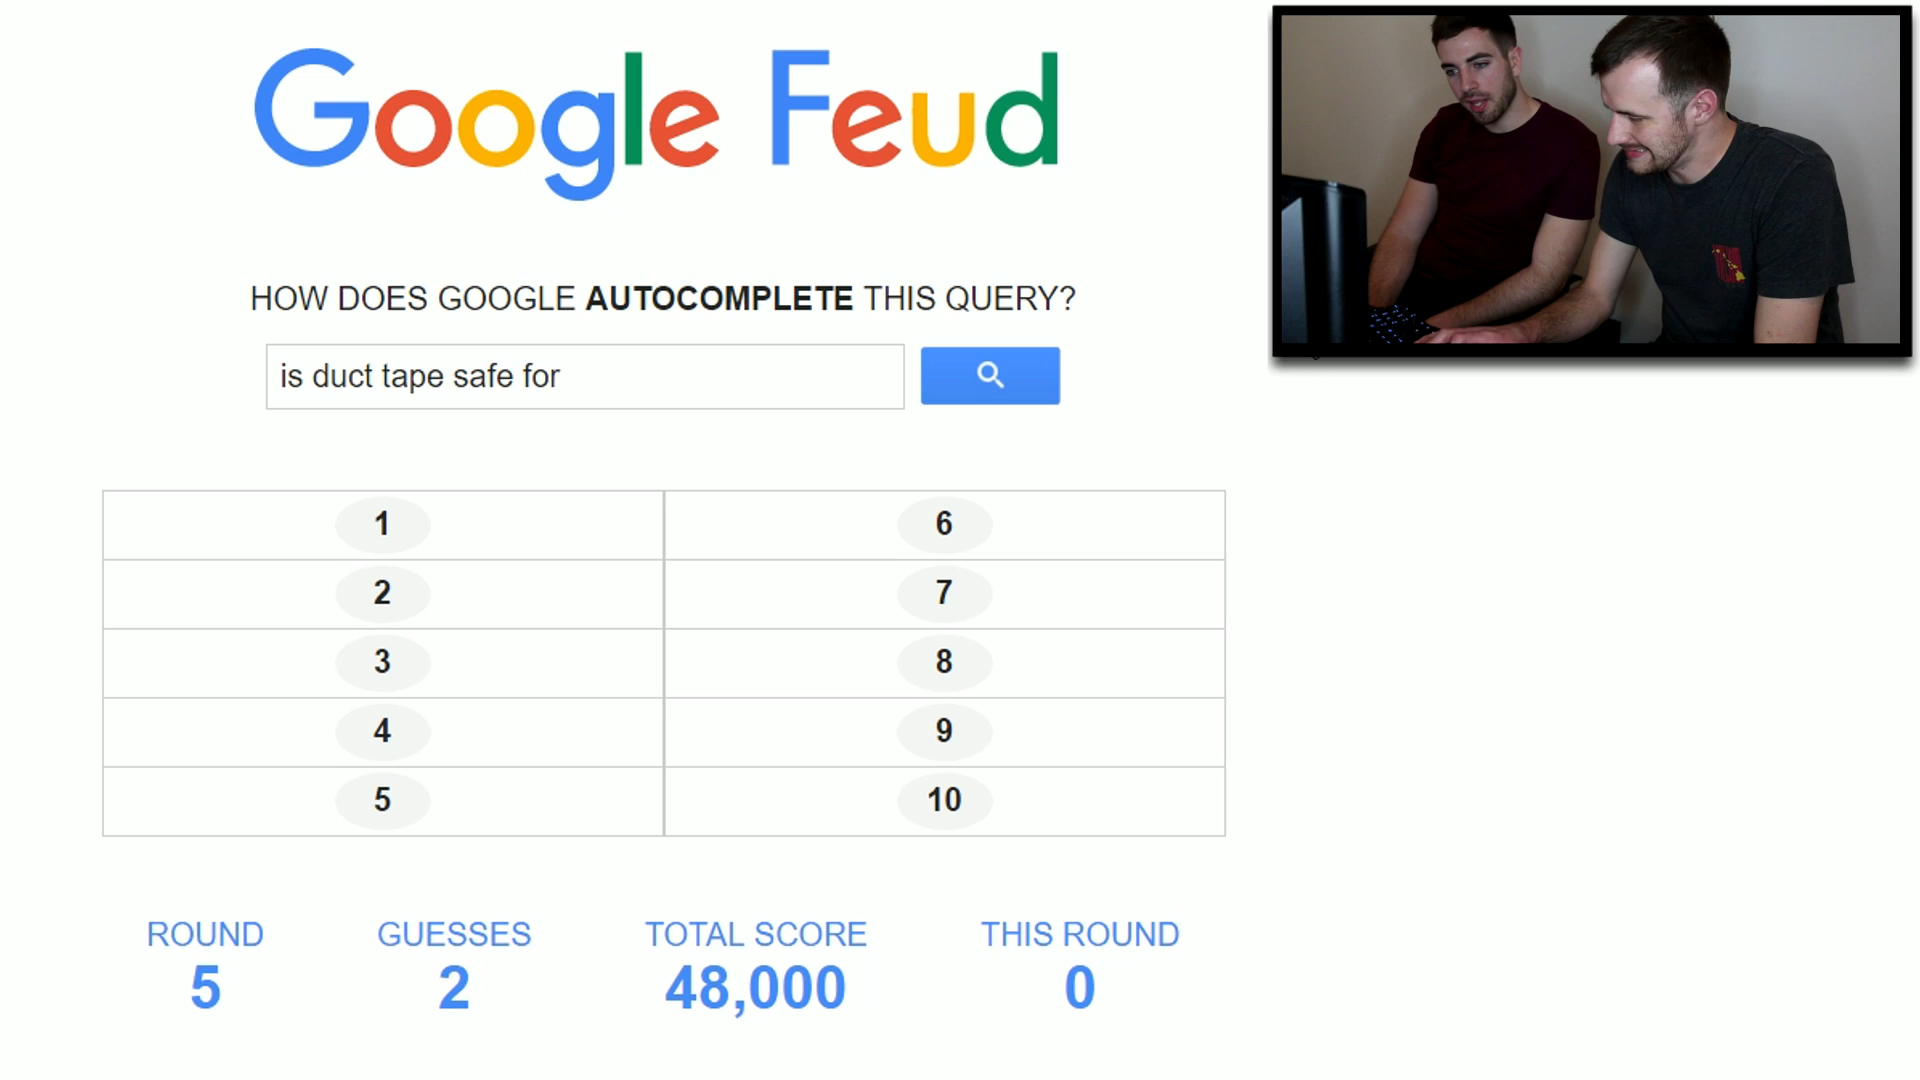 Google Feud
HOW DOES GOOGLE AUTOCOMPLETE THIS QUERY?
is duct tape safe for
1 6
2 7
3 8
4 9
5 10
ROUND GUESSES TOTAL SCORE THIS ROUND
5 2 48,000 0